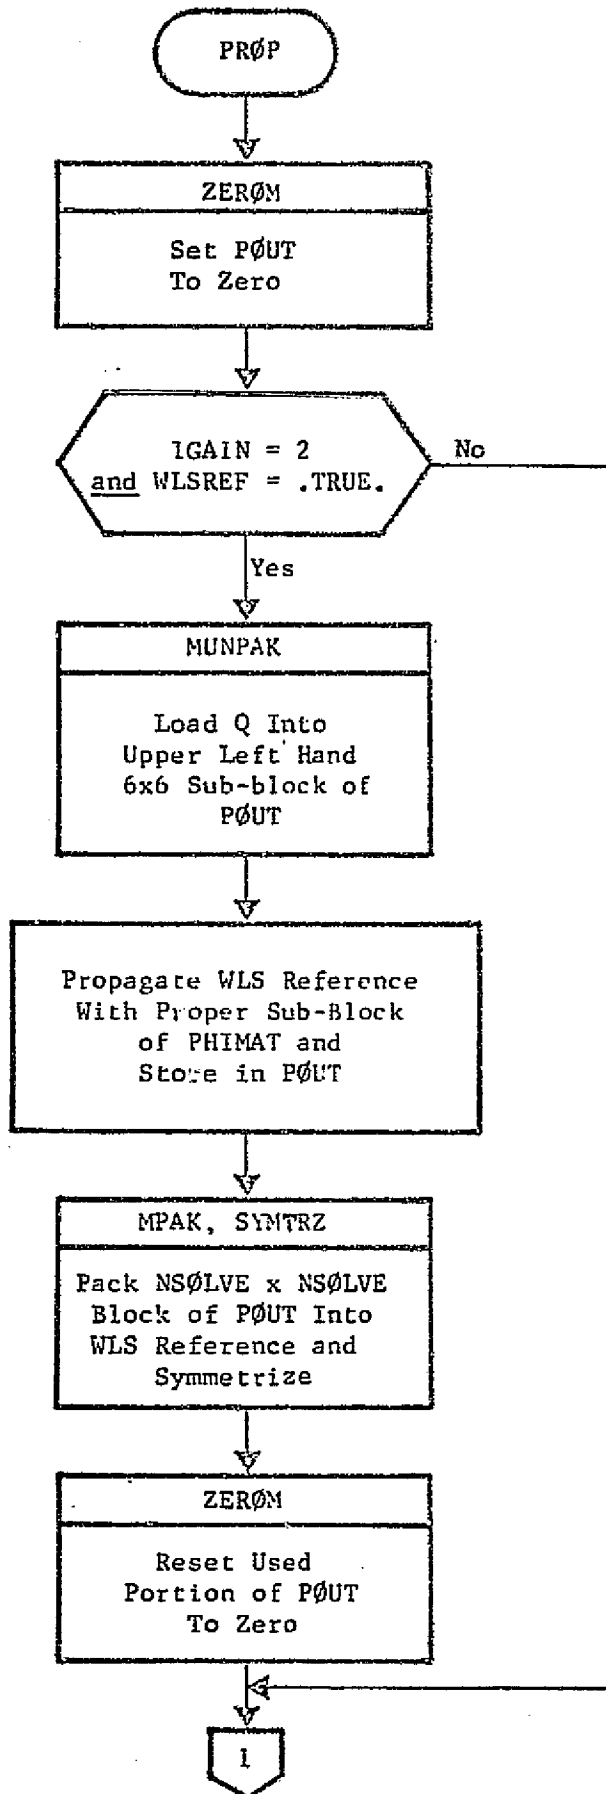 PRØP
ZERØM
Set PØUT
To Zero
IGAIN = 2
and WLSREF = .TRUE.
No
Yes
MUNPAK
Load Q Into
Upper Left Hand
6x6 Sub-block of
PØUT
Propagate WLS Reference
With Proper Sub-Block
of PHIMAT and
Store in PØUT
MPAK, SYMTRZ
Pack NSØLVE x NSØLVE
Block of PØUT Into
WLS Reference and
Symmetrize
ZERØM
Reset Used
Portion of PØUT
To Zero
1